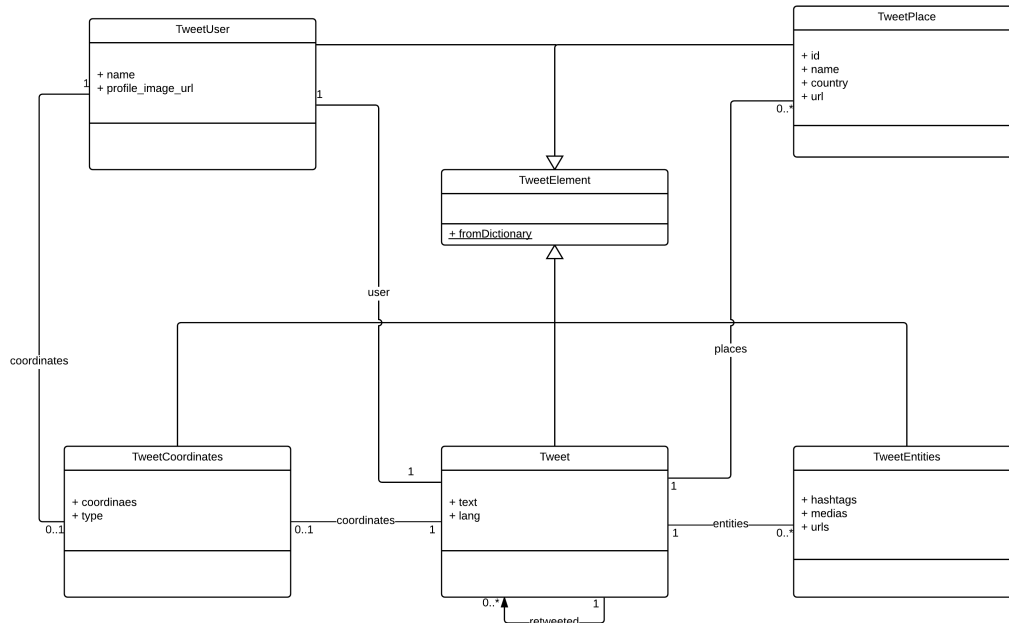 TweetUser
+ name
+ profile_image_url
1
1
TweetPlace
+ id
+ name
+ country
+ url
0..*
TweetElement
+ fromDictionary
user
coordinates
places
TweetCoordinates
+ coordinaes
+ type
0..1
0..1
coordinates
1
1
Tweet
+ text
+ lang
1
1
entities
0..*
TweetEntities
+ hashtags
+ medias
+ urls
0..*
1
retweeted